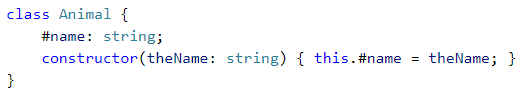 class Animal {
    #name: string;
    constructor(theName: string) { this.#name = theName; }
}